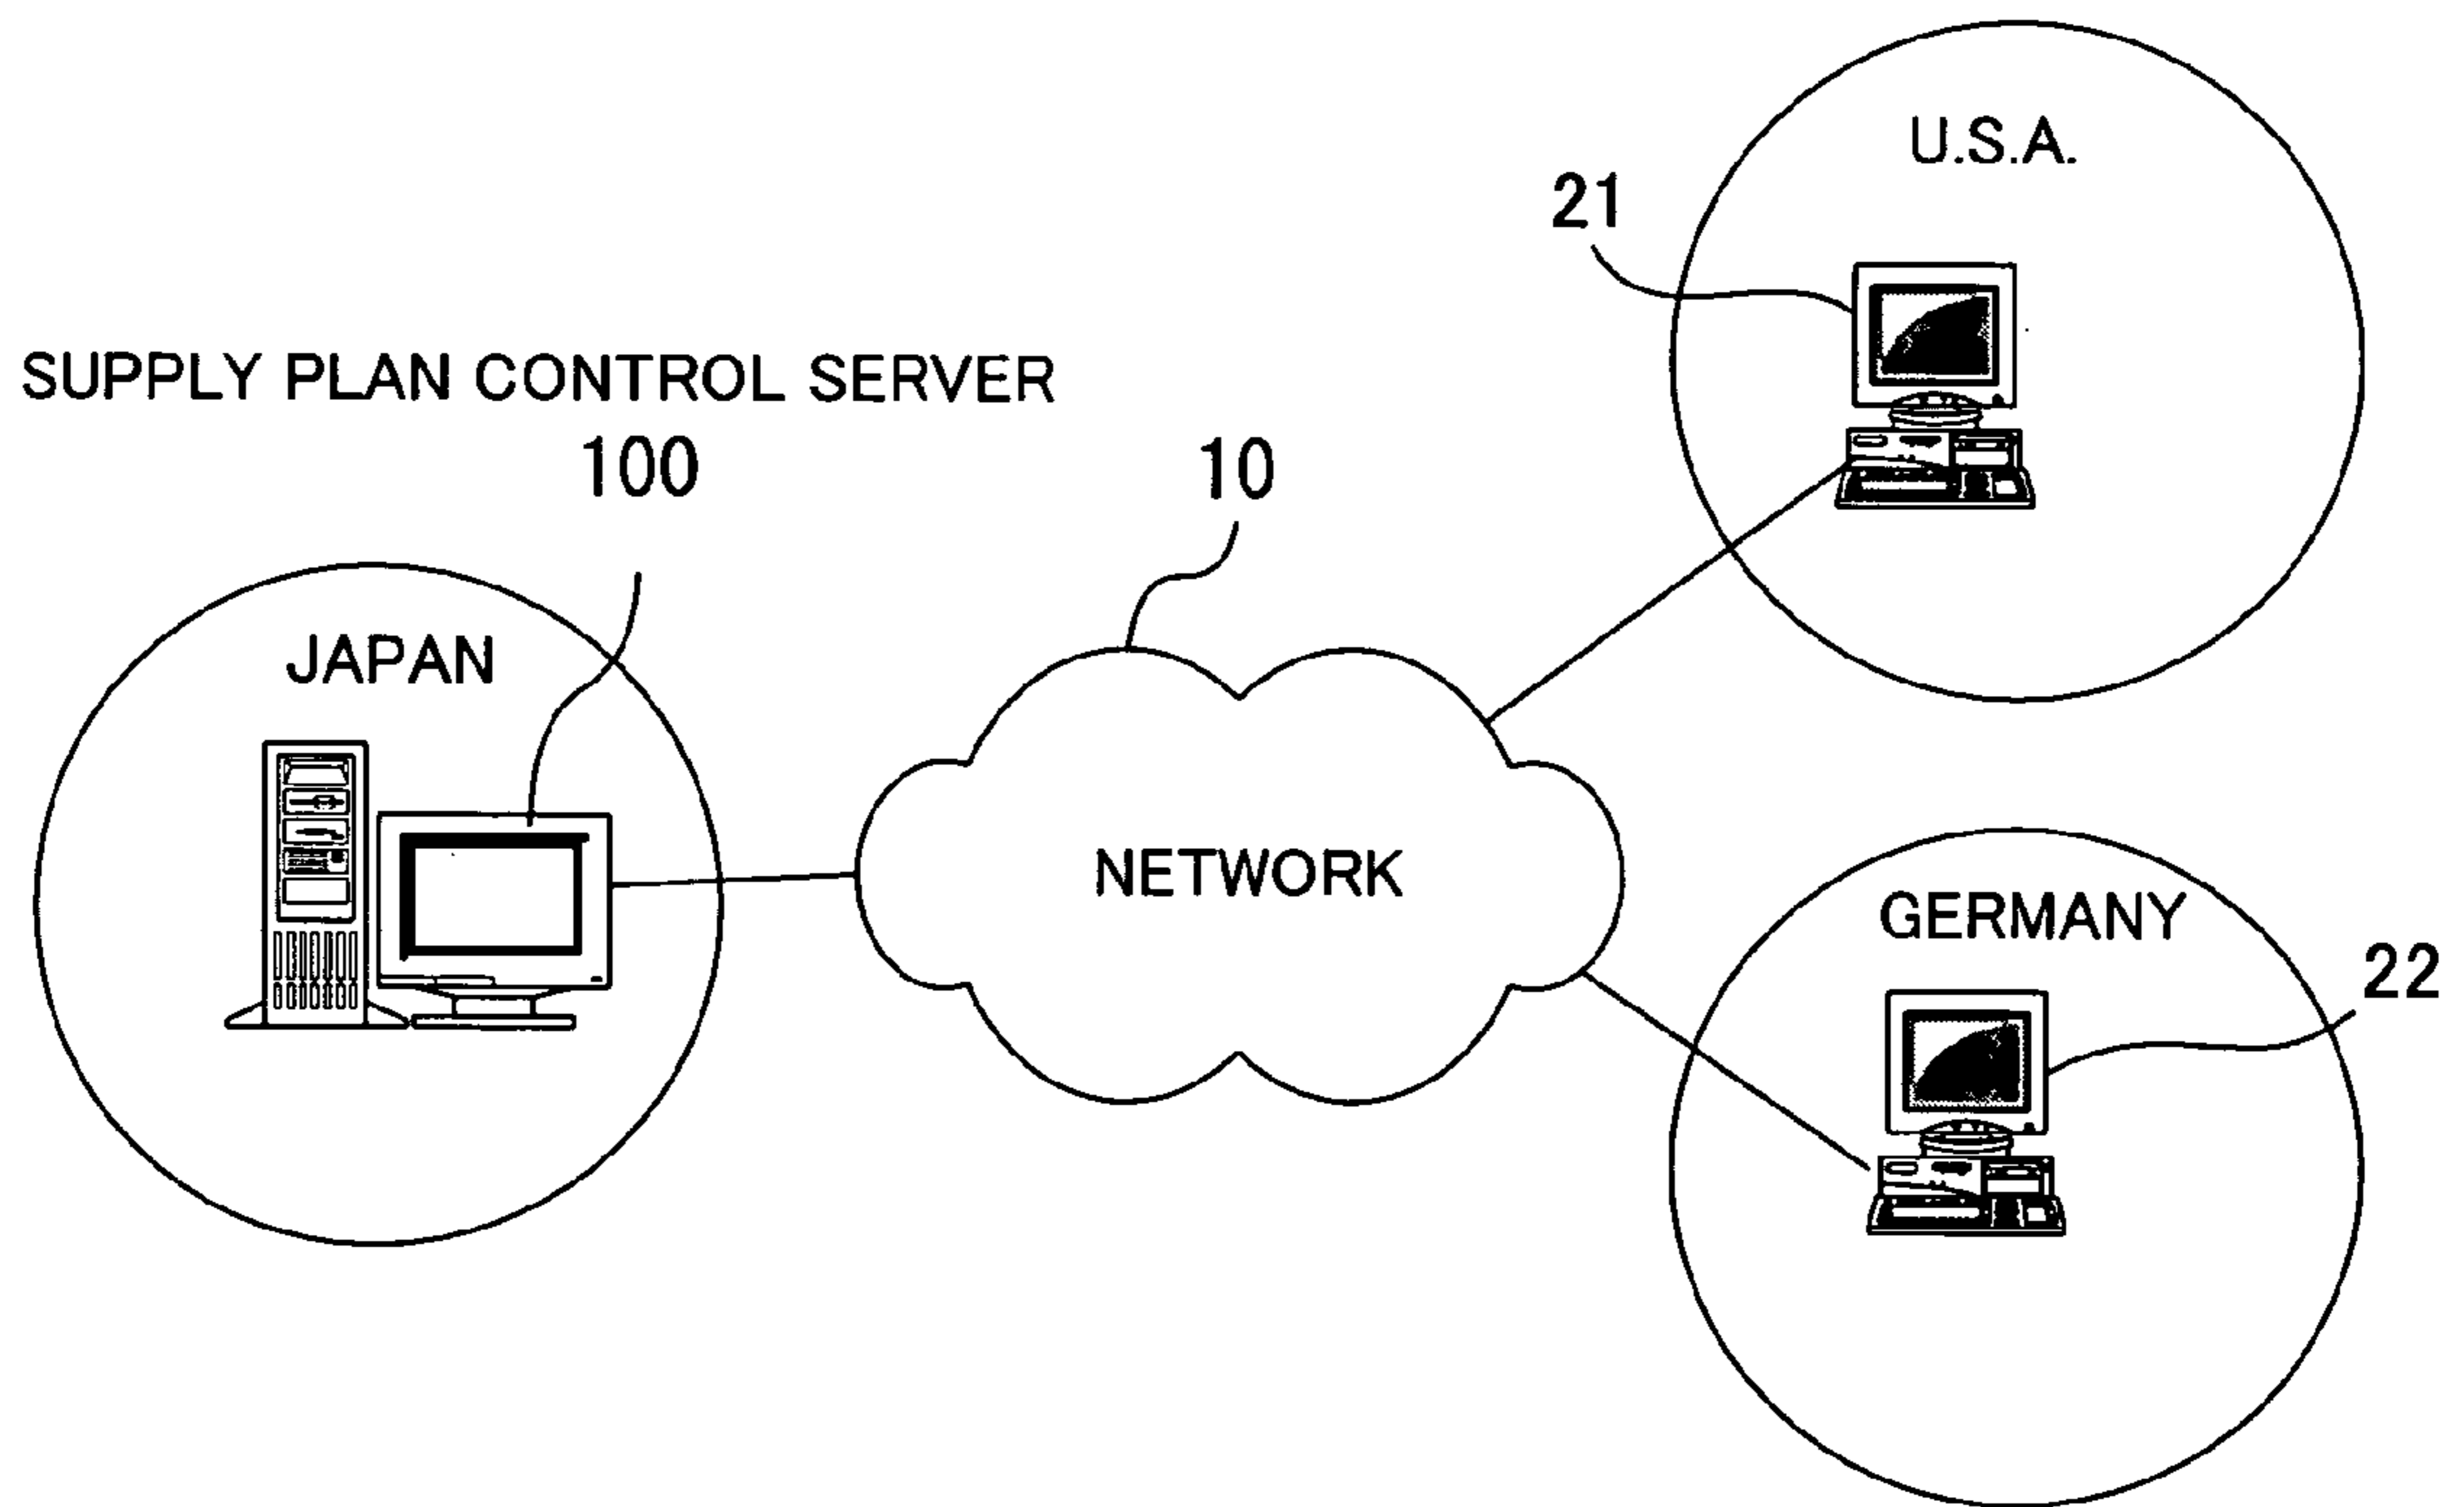 U.S.A.
21
SUPPLY PLAN CONTROL SERVER
100
10
JAPAN
NETWORK
GERMANY
22